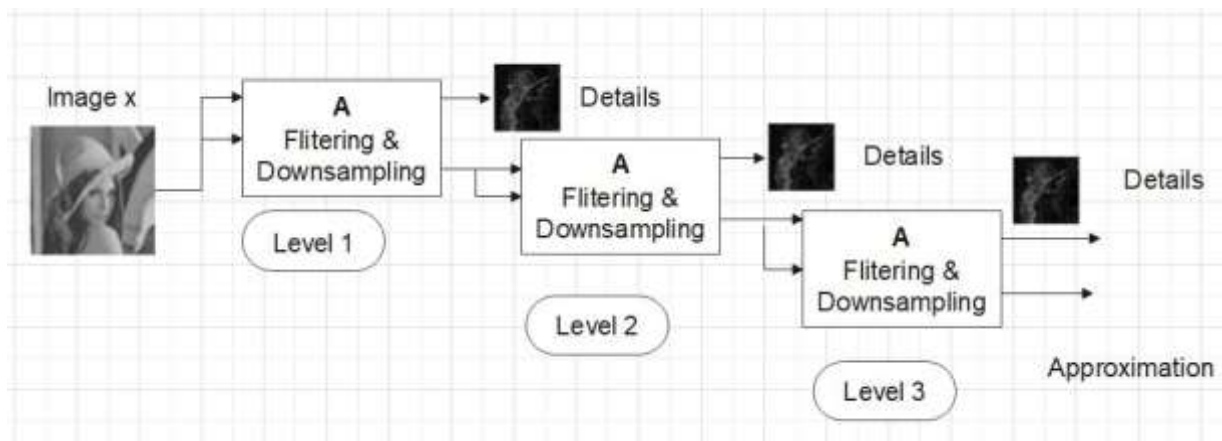 Image x
A
Flitering &
Downsampling
Details
Level 1
A
Flitering &
Downsampling
Details
Level 2
A
Flitering &
Downsampling
Details
Level 3
Approximation